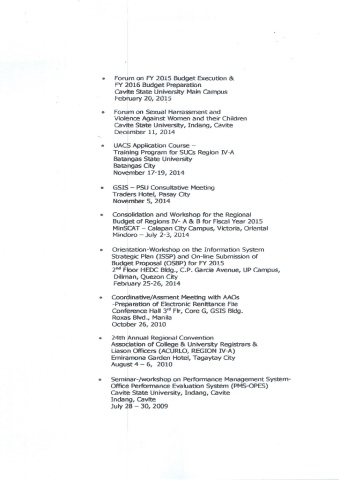 • Forum on FY 2015 Budget Execution &
FY 2016 Budget Preparation
Cavite State University Main Campus
February 20, 2015
• Forum on Sexual Harrassment and
Violence Against Women and their Children
Cavite State University, Indang, Cavite
December 11, 2014
• UACS Application Course –
Training Program for SUCs Region IV-A
Batangas State University
Batangas City
November 17-19, 2014
• GSIS – PSU Consultative Meeting
Traders Hotel, Pasay City
November 5, 2014
• Consolidation and Workshop for the Regional
Budget of Regions IV- A & B for Fiscal Year 2015
MinSCAT – Calapan City Campus, Victoria, Oriental
Mindoro – July 2-3, 2014
• Orientation-Workshop on the Information System
Strategic Plan (ISSP) and On-line Submission of
Budget Proposal (OSBP) for FY 2015
2nd Floor HEDC Bldg., C.P. Garcia Avenue, UP Campus,
Diliman, Quezon City
February 25-26, 2014
• Coordinative/Assment Meeting with AAOs
-Preparation of Electronic Remittance File
Conference Hall 3rd Flr, Core G, GSIS Bldg.
Roxas Blvd., Manila
October 26, 2010
• 24th Annual Regional Convention
Association of College & University Registrars &
Liason Officers (ACURLO, REGION IV-A)
Emiramona Garden Hotel, Tagaytay City
August 4 – 6, 2010
• Seminar-/workshop on Performance Management System-
Office Performance Evaluation System (PMS-OPES)
Cavite State University, Indang, Cavite
Indang, Cavite
July 28 – 30, 2009